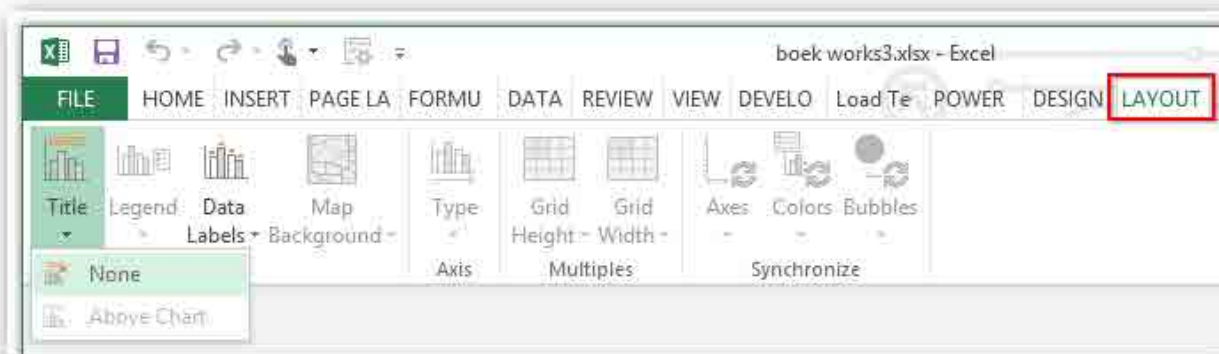 boek works3.xlsx - Excel
FILE HOME INSERT PAGE LA FORMU DATA REVIEW VIEW DEVELO Load Te POWER DESIGN LAYOUT
Title Legend Data Map Type Grid Grid Axes Colors Bubbles
Labels Background Height Width
Axis Multiples Synchronize
None
Above Chart